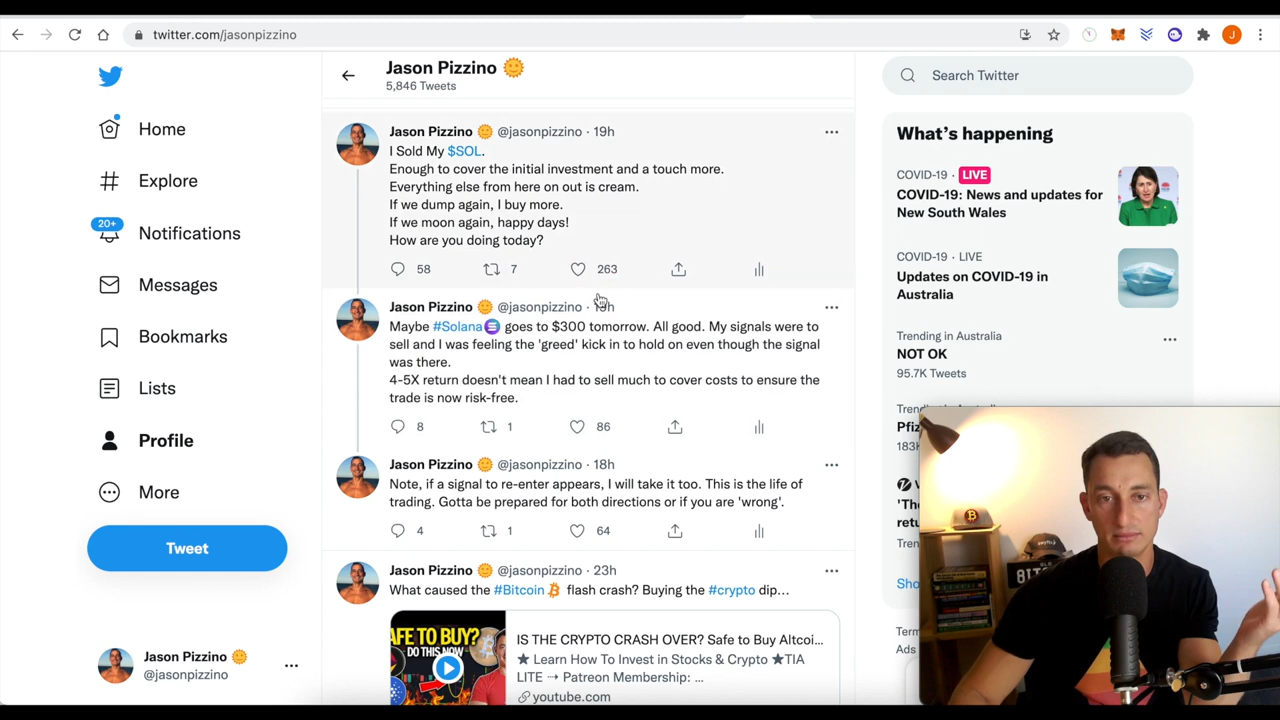 twitter.com/jasonpizzino
J
Jason Pizzino
5,846 Tweets
Search Twitter
Home
Explore
20+
Notifications
Messages
Bookmarks
Lists
Profile
More
Tweet
Jason Pizzino
@jasonpizzino
Jason Pizzino @jasonpizzino · 19h
I Sold My $SOL.
Enough to cover the initial investment and a touch more.
Everything else from here on out is cream.
If we dump again, I buy more.
If we moon again, happy days!
How are you doing today?
58 7 263
Jason Pizzino @jasonpizzino ·
Maybe #Solana goes to $300 tomorrow. All good. My signals were to
sell and I was feeling the 'greed' kick in to hold on even though the signal
was there.
4-5X return doesn't mean I had to sell much to cover costs to ensure the
trade is now risk-free.
8 1 86
Jason Pizzino @jasonpizzino · 18h
Note, if a signal to re-enter appears, I will take it too. This is the life of
trading. Gotta be prepared for both directions or if you are 'wrong'.
4 1 64
Jason Pizzino @jasonpizzino · 23h
What caused the #Bitcoin flash crash? Buying the #crypto dip...
AFE TO BUY?
DO THIS NOW
IS THE CRYPTO CRASH OVER? Safe to Buy Altcoi...
★ Learn How To Invest in Stocks & Crypto ★TIA
LITE ⇢ Patreon Membership: ...
youtube.com
What's happening
COVID-19 · LIVE
COVID-19: News and updates for
New South Wales
COVID-19 · LIVE
Updates on COVID-19 in
Australia
Trending in Australia
NOT OK
95.7K Tweets
Trending in Australia
Pfiz
183K
'The
retu
Tren
Sho
Term
Ads